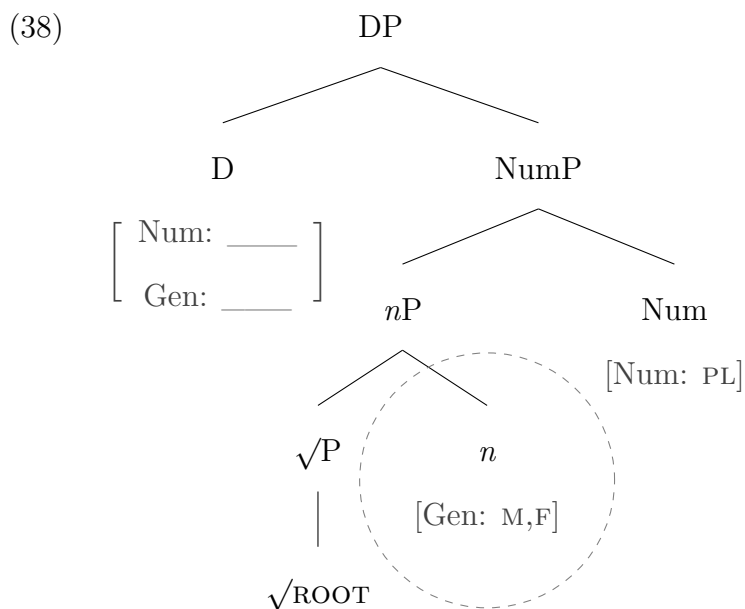 (38)
DP
D NumP
Num: ____
Gen: ____
nP Num
[Num: PL]
√P n
[Gen: M,F]
√ROOT